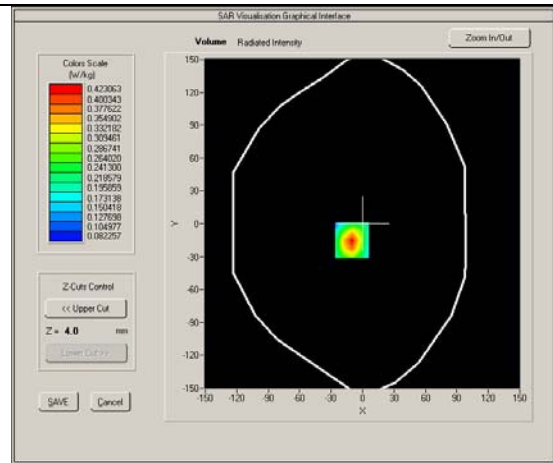 SAR Visualisation Graphical Interface
Volume Radiated Intensity
Zoom In/Out
Colors Scale
(W/kg)
0.423063
0.400343
0.377622
0.354902
0.332182
0.309461
0.286741
0.264020
0.241300
0.218579
0.195859
0.173138
0.150418
0.127698
0.104977
0.082257
Z-Cuts Control
<< Upper Cut
Z = 4.0 mm
Lower Cut >>
SAVE Cancel
150
120
90
60
30
0
-30
-60
-90
-120
-150
Y
-150 -120 -90 -60 -30 0 30 60 90 120 150
X